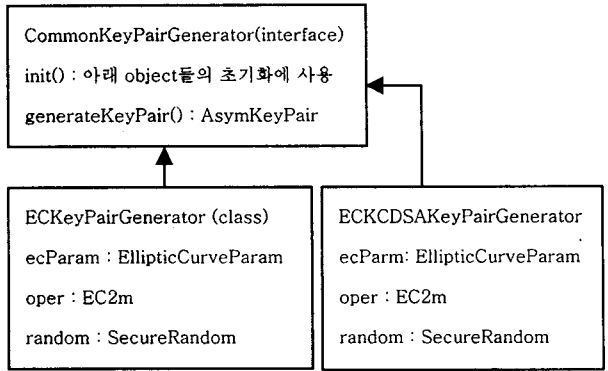 CommonKeyPairGenerator(interface)
init() : 아래 object들의 초기화에 사용
generateKeyPair() : AsymKeyPair
ECKeyPairGenerator (class)
ecParam : EllipticCurveParam
oper : EC2m
random : SecureRandom
ECKCDSAKeyPairGenerator
ecParm: EllipticCurveParam
oper : EC2m
random : SecureRandom